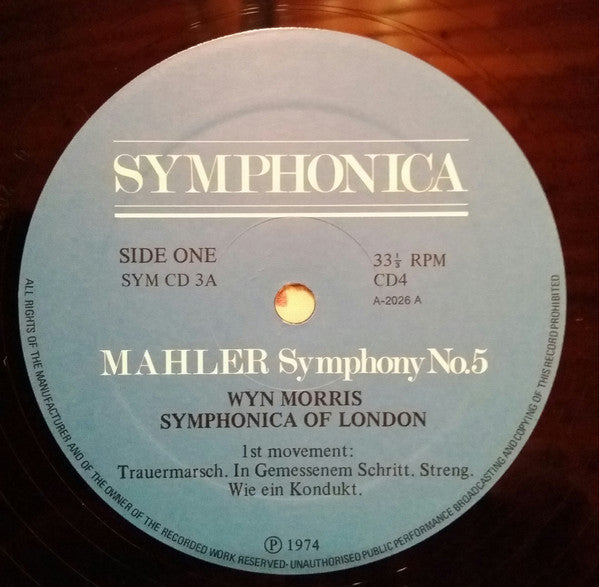 SYMPHONICA
SIDE ONE
SYM CD 3A
33⅓ RPM
CD4
A-2026 A
MAHLER Symphony No.5
WYN MORRIS
SYMPHONICA OF LONDON
1st movement:
Trauermarsch. In Gemessenem Schritt. Streng.
Wie ein Kondukt.
Ⓟ 1974
ALL RIGHTS OF THE MANUFACTURER AND OF THE OWNER OF THE RECORDED WORK RESERVED·UNAUTHORISED PUBLIC PERFORMANCE BROADCASTING AND COPYING OF THIS RECORD PROHIBITED